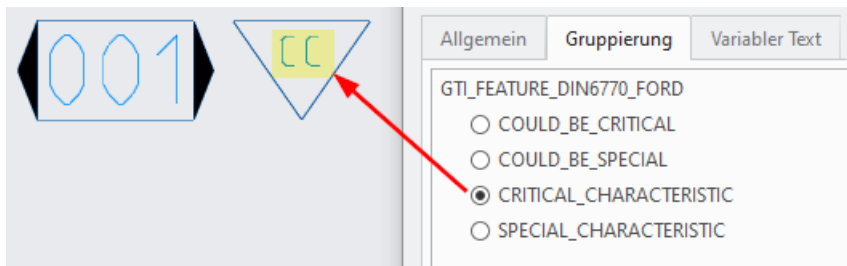 001 CC
Allgemein Gruppierung Variabler Text
GTI_FEATURE_DIN6770_FORD
COULD_BE_CRITICAL
COULD_BE_SPECIAL
CRITICAL_CHARACTERISTIC
SPECIAL_CHARACTERISTIC